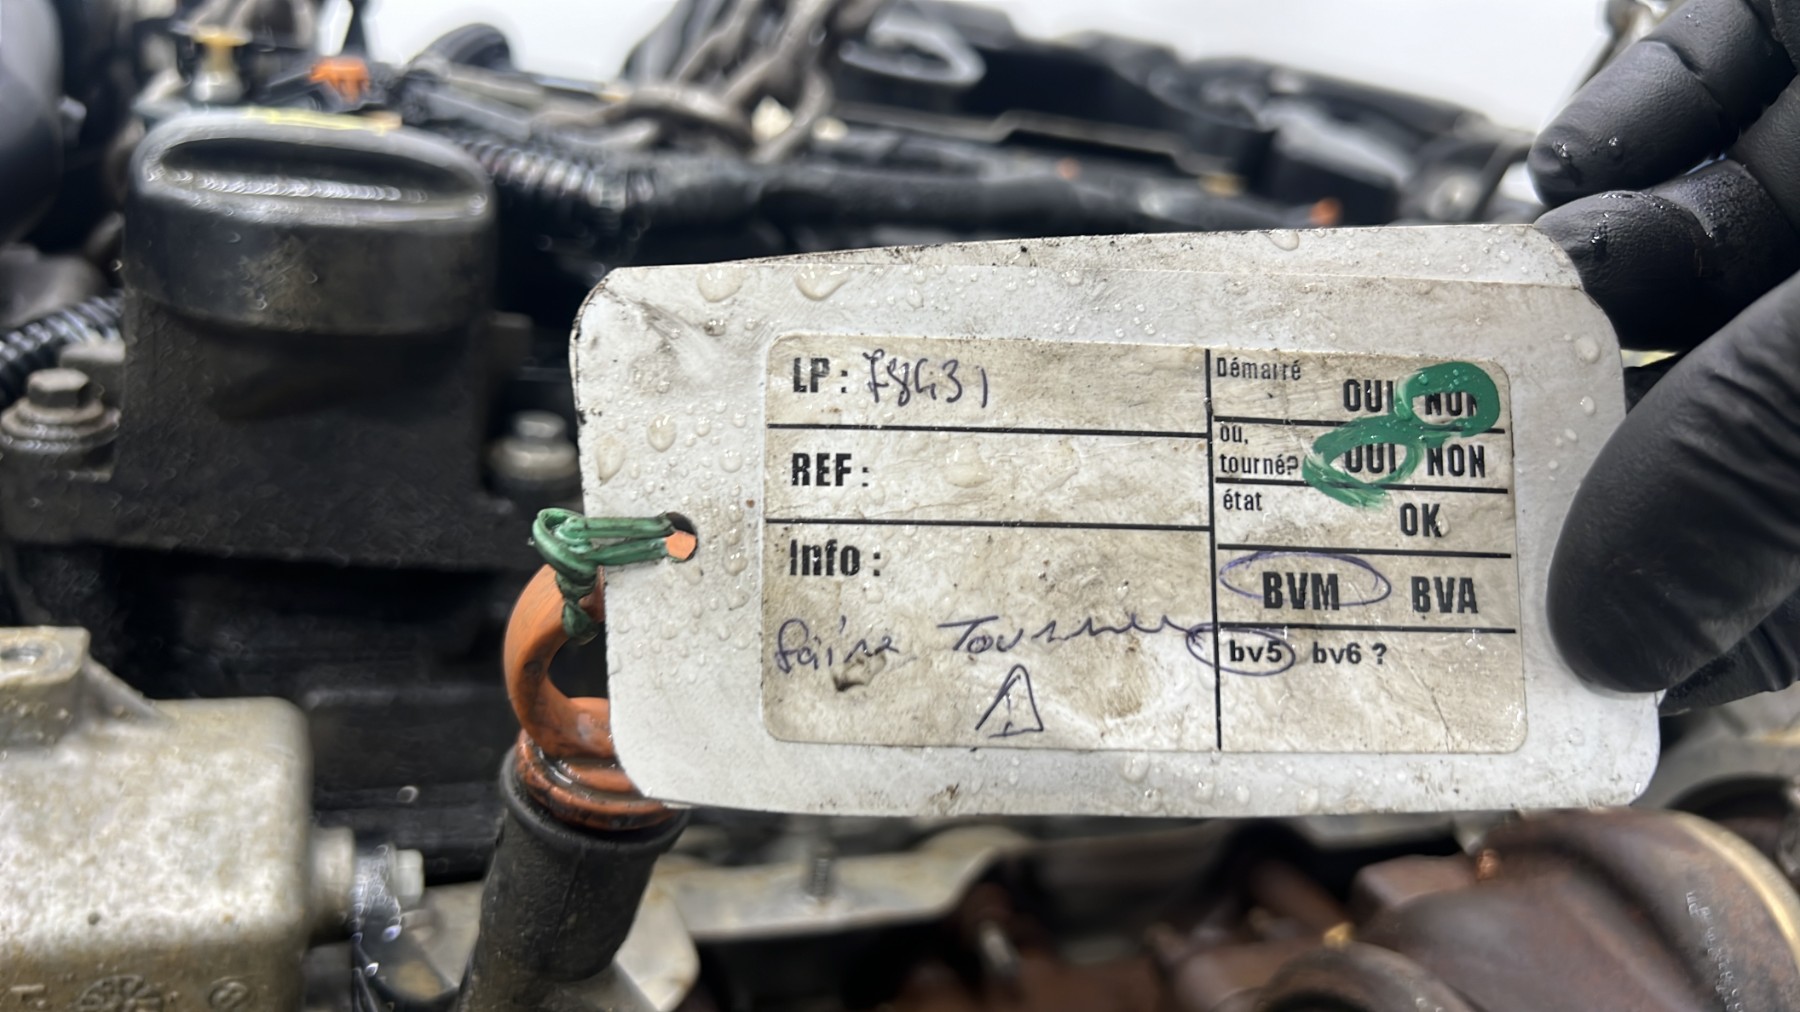 LP: 78431
REF:
Info:
faire Tourner
Démarré
OUI NON
ou,
tourné?
OUI NON
état
OK
BVM BVA
bv5 bv6 ?